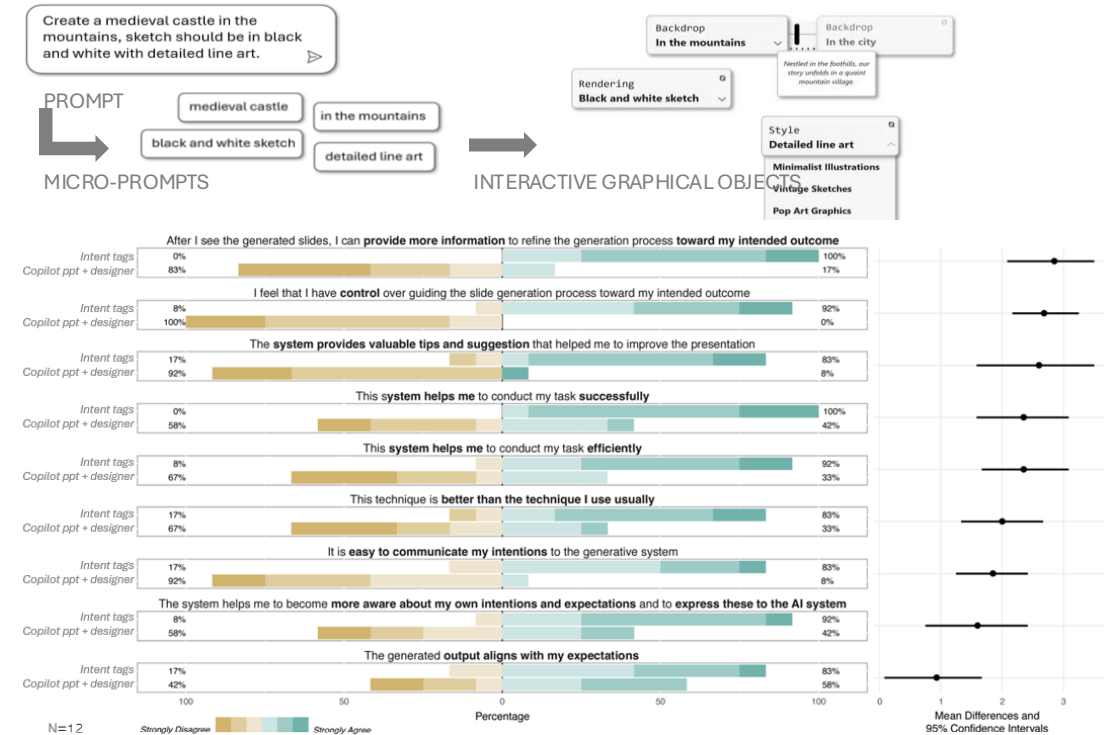 Create a medieval castle in the
mountains, sketch should be in black
and white with detailed line art.
PROMPT
medieval castle
in the mountains
black and white sketch
detailed line art
MICRO-PROMPTS
Backdrop
In the mountains
Backdrop
In the city
Nestled in the foothills, our
story unfolds in a quaint
mountain village.
Rendering
Black and white sketch
Style
Detailed line art
Minimalist Illustrations
Vintage Sketches
Pop Art Graphics
INTERACTIVE GRAPHICAL OBJECTS
After I see the generated slides, I can provide more information to refine the generation process toward my intended outcome
Intent tags 0% 100%
Copilot ppt + designer 83% 17%
I feel that I have control over guiding the slide generation process toward my intended outcome
Intent tags 8% 92%
Copilot ppt + designer 100% 0%
The system provides valuable tips and suggestion that helped me to improve the presentation
Intent tags 17% 83%
Copilot ppt + designer 92% 8%
This system helps me to conduct my task successfully
Intent tags 0% 100%
Copilot ppt + designer 58% 42%
This system helps me to conduct my task efficiently
Intent tags 8% 92%
Copilot ppt + designer 67% 33%
This technique is better than the technique I use usually
Intent tags 17% 83%
Copilot ppt + designer 67% 33%
It is easy to communicate my intentions to the generative system
Intent tags 17% 83%
Copilot ppt + designer 92% 8%
The system helps me to become more aware about my own intentions and expectations and to express these to the AI system
Intent tags 8% 92%
Copilot ppt + designer 58% 42%
The generated output aligns with my expectations
Intent tags 17% 83%
Copilot ppt + designer 42% 58%
100 50 0 50 100
Percentage
0 1 2 3
Mean Differences and
95% Confidence Intervals
N=12
Strongly Disagree Strongly Agree